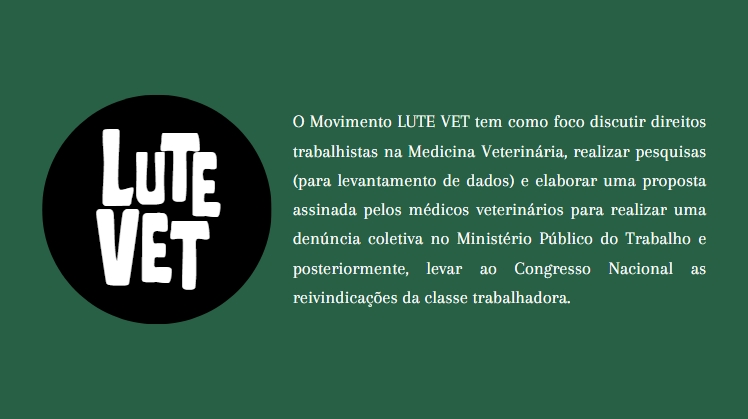 LUTE
VET
O Movimento LUTE VET tem como foco discutir direitos
trabalhistas na Medicina Veterinária, realizar pesquisas
(para levantamento de dados) e elaborar uma proposta
assinada pelos médicos veterinários para realizar uma
denúncia coletiva no Ministério Público do Trabalho e
posteriormente, levar ao Congresso Nacional as
reivindicações da classe trabalhadora.